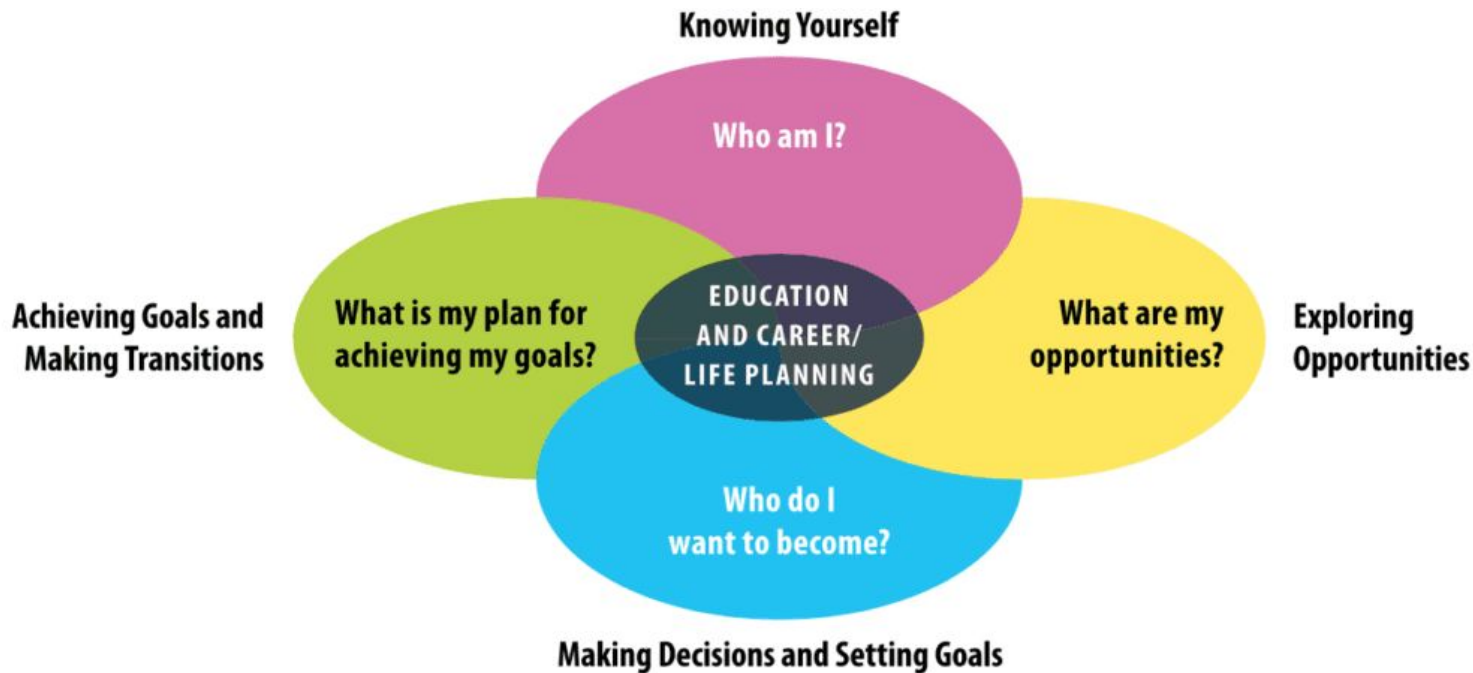 Knowing Yourself
Who am I?
Achieving Goals and
Making Transitions
What is my plan for
achieving my goals?
EDUCATION
AND CAREER/
LIFE PLANNING
What are my
opportunities?
Exploring
Opportunities
Who do I
want to become?
Making Decisions and Setting Goals